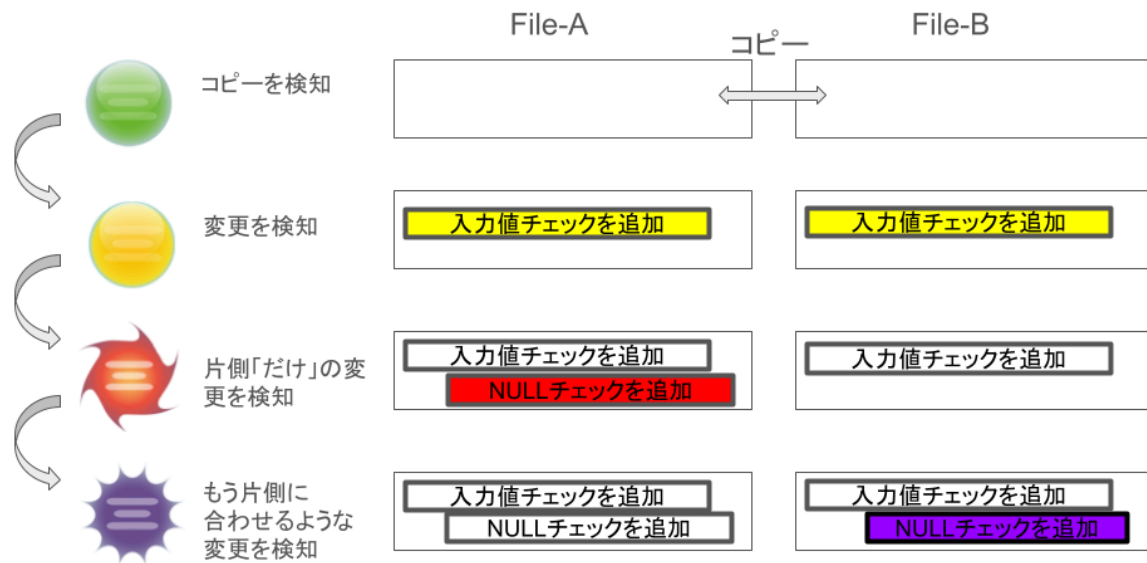 File-A
File-B
コピー
コピーを検知
変更を検知
入力値チェックを追加
入力値チェックを追加
片側「だけ」の変
更を検知
入力値チェックを追加
NULLチェックを追加
入力値チェックを追加
もう片側に
合わせるような
変更を検知
入力値チェックを追加
NULLチェックを追加
入力値チェックを追加
NULLチェックを追加